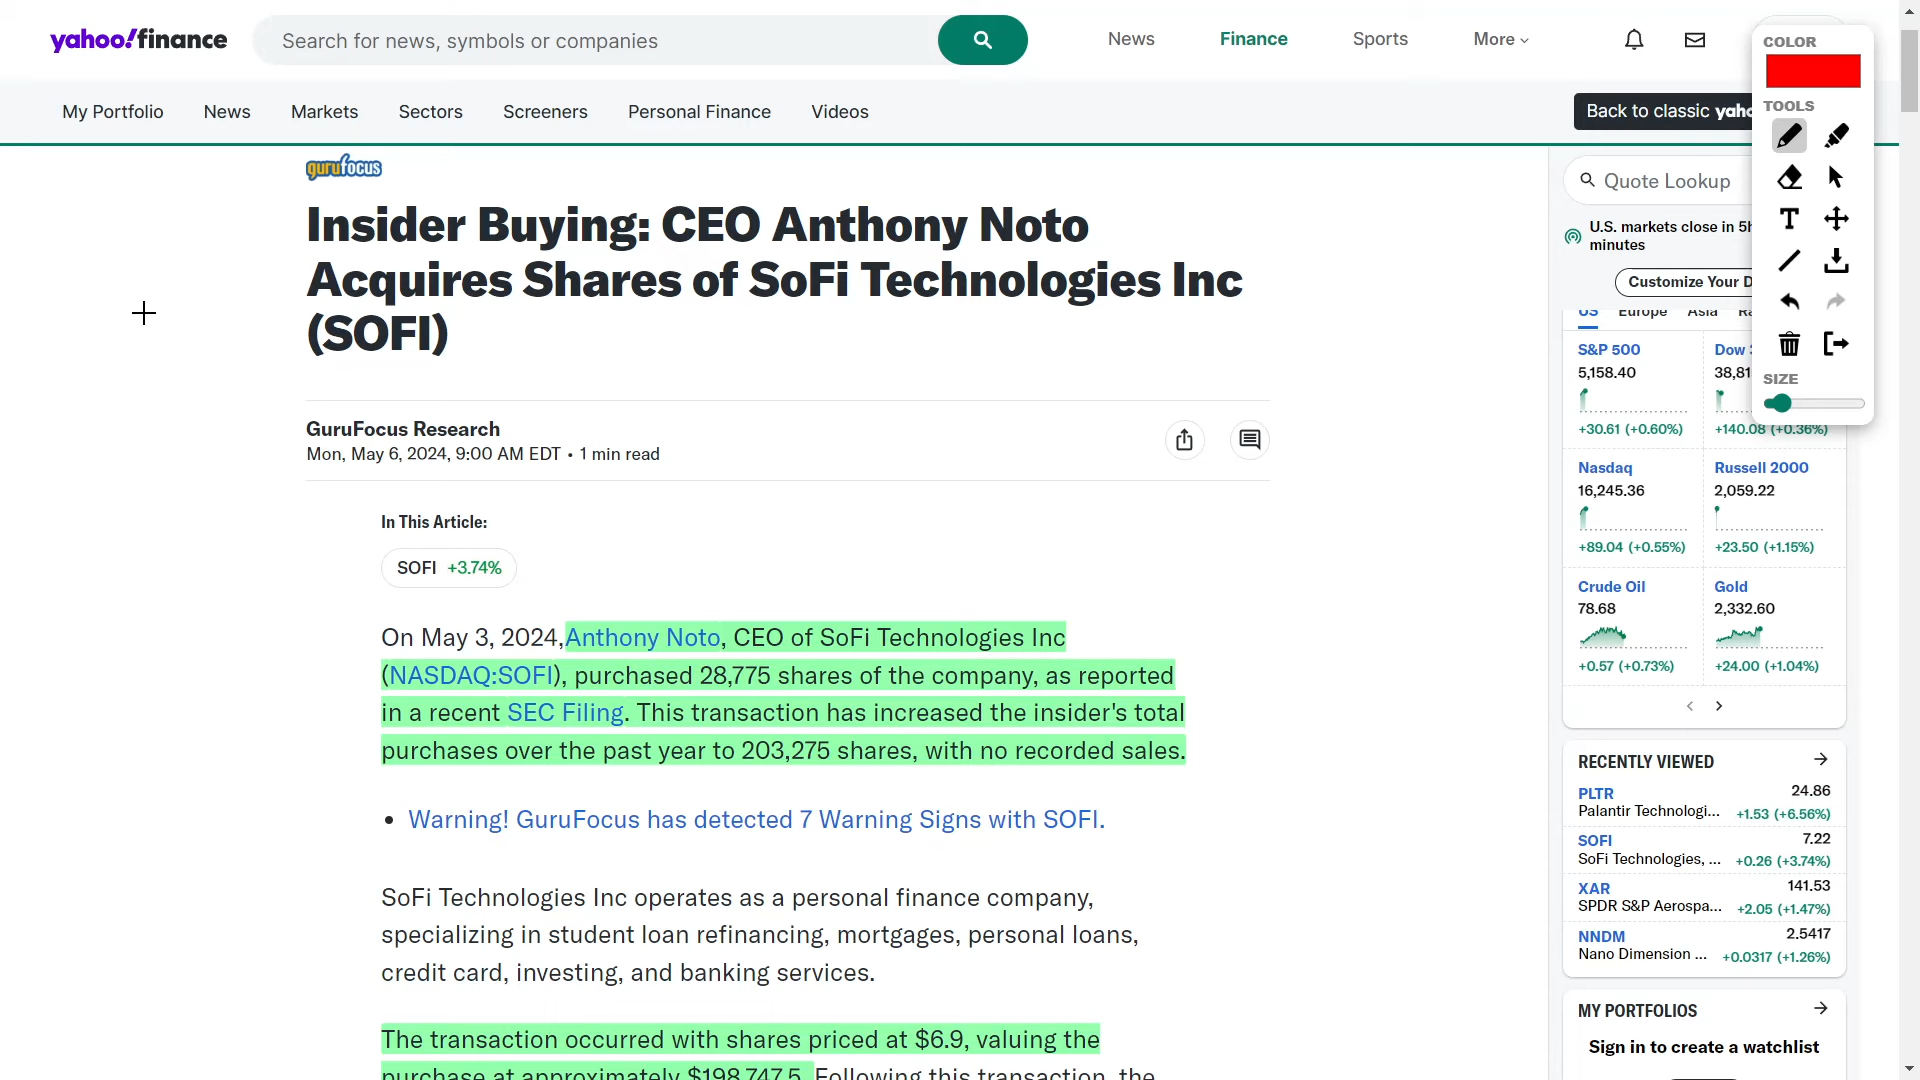 yahoo!finance
Search for news, symbols or companies
News
Finance
Sports
More
COLOR
TOOLS
T
SIZE
My Portfolio
News
Markets
Sectors
Screeners
Personal Finance
Videos
Back to classic
gurufocus
Insider Buying: CEO Anthony Noto
Acquires Shares of SoFi Technologies Inc
(SOFI)
GuruFocus Research
Mon, May 6, 2024, 9:00 AM EDT • 1 min read
In This Article:
SOFI +3.74%
On May 3, 2024,Anthony Noto, CEO of SoFi Technologies Inc
(NASDAQ:SOFI), purchased 28,775 shares of the company, as reported
in a recent SEC Filing. This transaction has increased the insider's total
purchases over the past year to 203,275 shares, with no recorded sales.
• Warning! GuruFocus has detected 7 Warning Signs with SOFI.
SoFi Technologies Inc operates as a personal finance company,
specializing in student loan refinancing, mortgages, personal loans,
credit card, investing, and banking services.
The transaction occurred with shares priced at $6.9, valuing the
purchase at approximately $198,747.5. Following this transaction, the
Quote Lookup
U.S. markets close in 5h
minutes
Customize Your
US Europe Asia
S&P 500
5,158.40
+30.61 (+0.60%)
Dow
38,81
+140.08 (+0.36%)
Nasdaq
16,245.36
+89.04 (+0.55%)
Russell 2000
2,059.22
+23.50 (+1.15%)
Crude Oil
78.68
+0.57 (+0.73%)
Gold
2,332.60
+24.00 (+1.04%)
RECENTLY VIEWED
PLTR 24.86
Palantir Technologi... +1.53 (+6.56%)
SOFI 7.22
SoFi Technologies, ... +0.26 (+3.74%)
XAR 141.53
SPDR S&P Aerospa... +2.05 (+1.47%)
NNDM 2.5417
Nano Dimension ... +0.0317 (+1.26%)
MY PORTFOLIOS
Sign in to create a watchlist